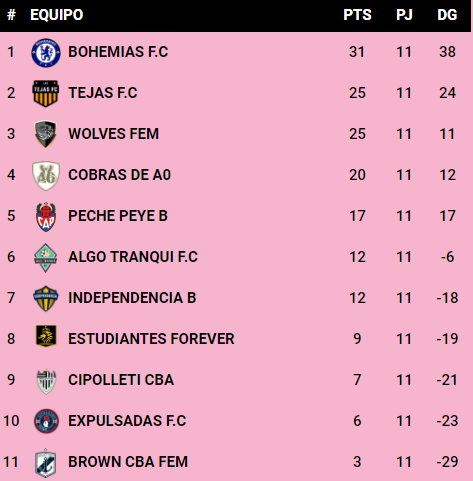 # EQUIPO PTS PJ DG
1 BOHEMIAS F.C 31 11 38
2 TEJAS FC TEJAS F.C 25 11 24
3 WOLVES FEM 25 11 11
4 COBRAS DE A0 20 11 12
5 CAP PECHE PEYE B 17 11 17
6 ALGO TRANQUI F.C 12 11 -6
7 INDEPENDENCIA B 12 11 -18
8 ESTUDIANTES FOREVER 9 11 -19
9 CIPOLLETI CBA 7 11 -21
10 EXPULSADAS F.C 6 11 -23
11 BROWN CBA FEM 3 11 -29